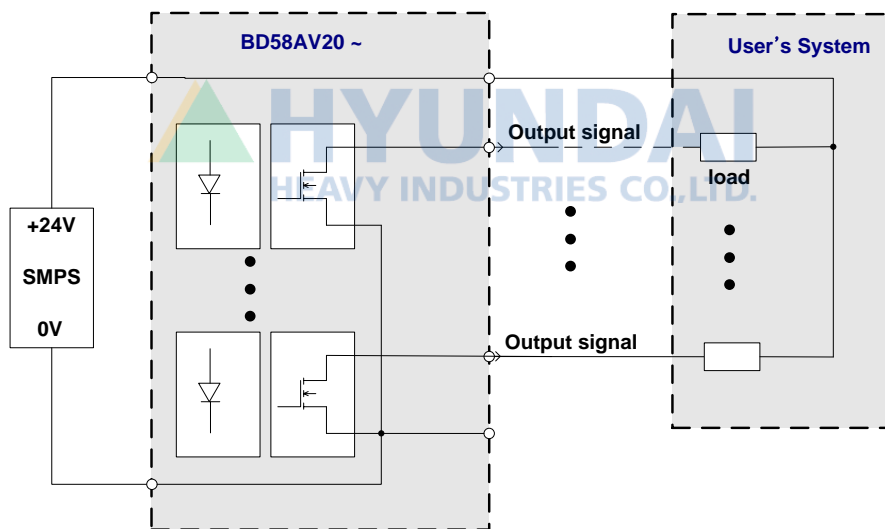 BD58AV20 ~
User's System
HYUNDAI
HEAVY INDUSTRIES CO.,LTD.
Output signal
load
+24V
SMPS
0V
Output signal